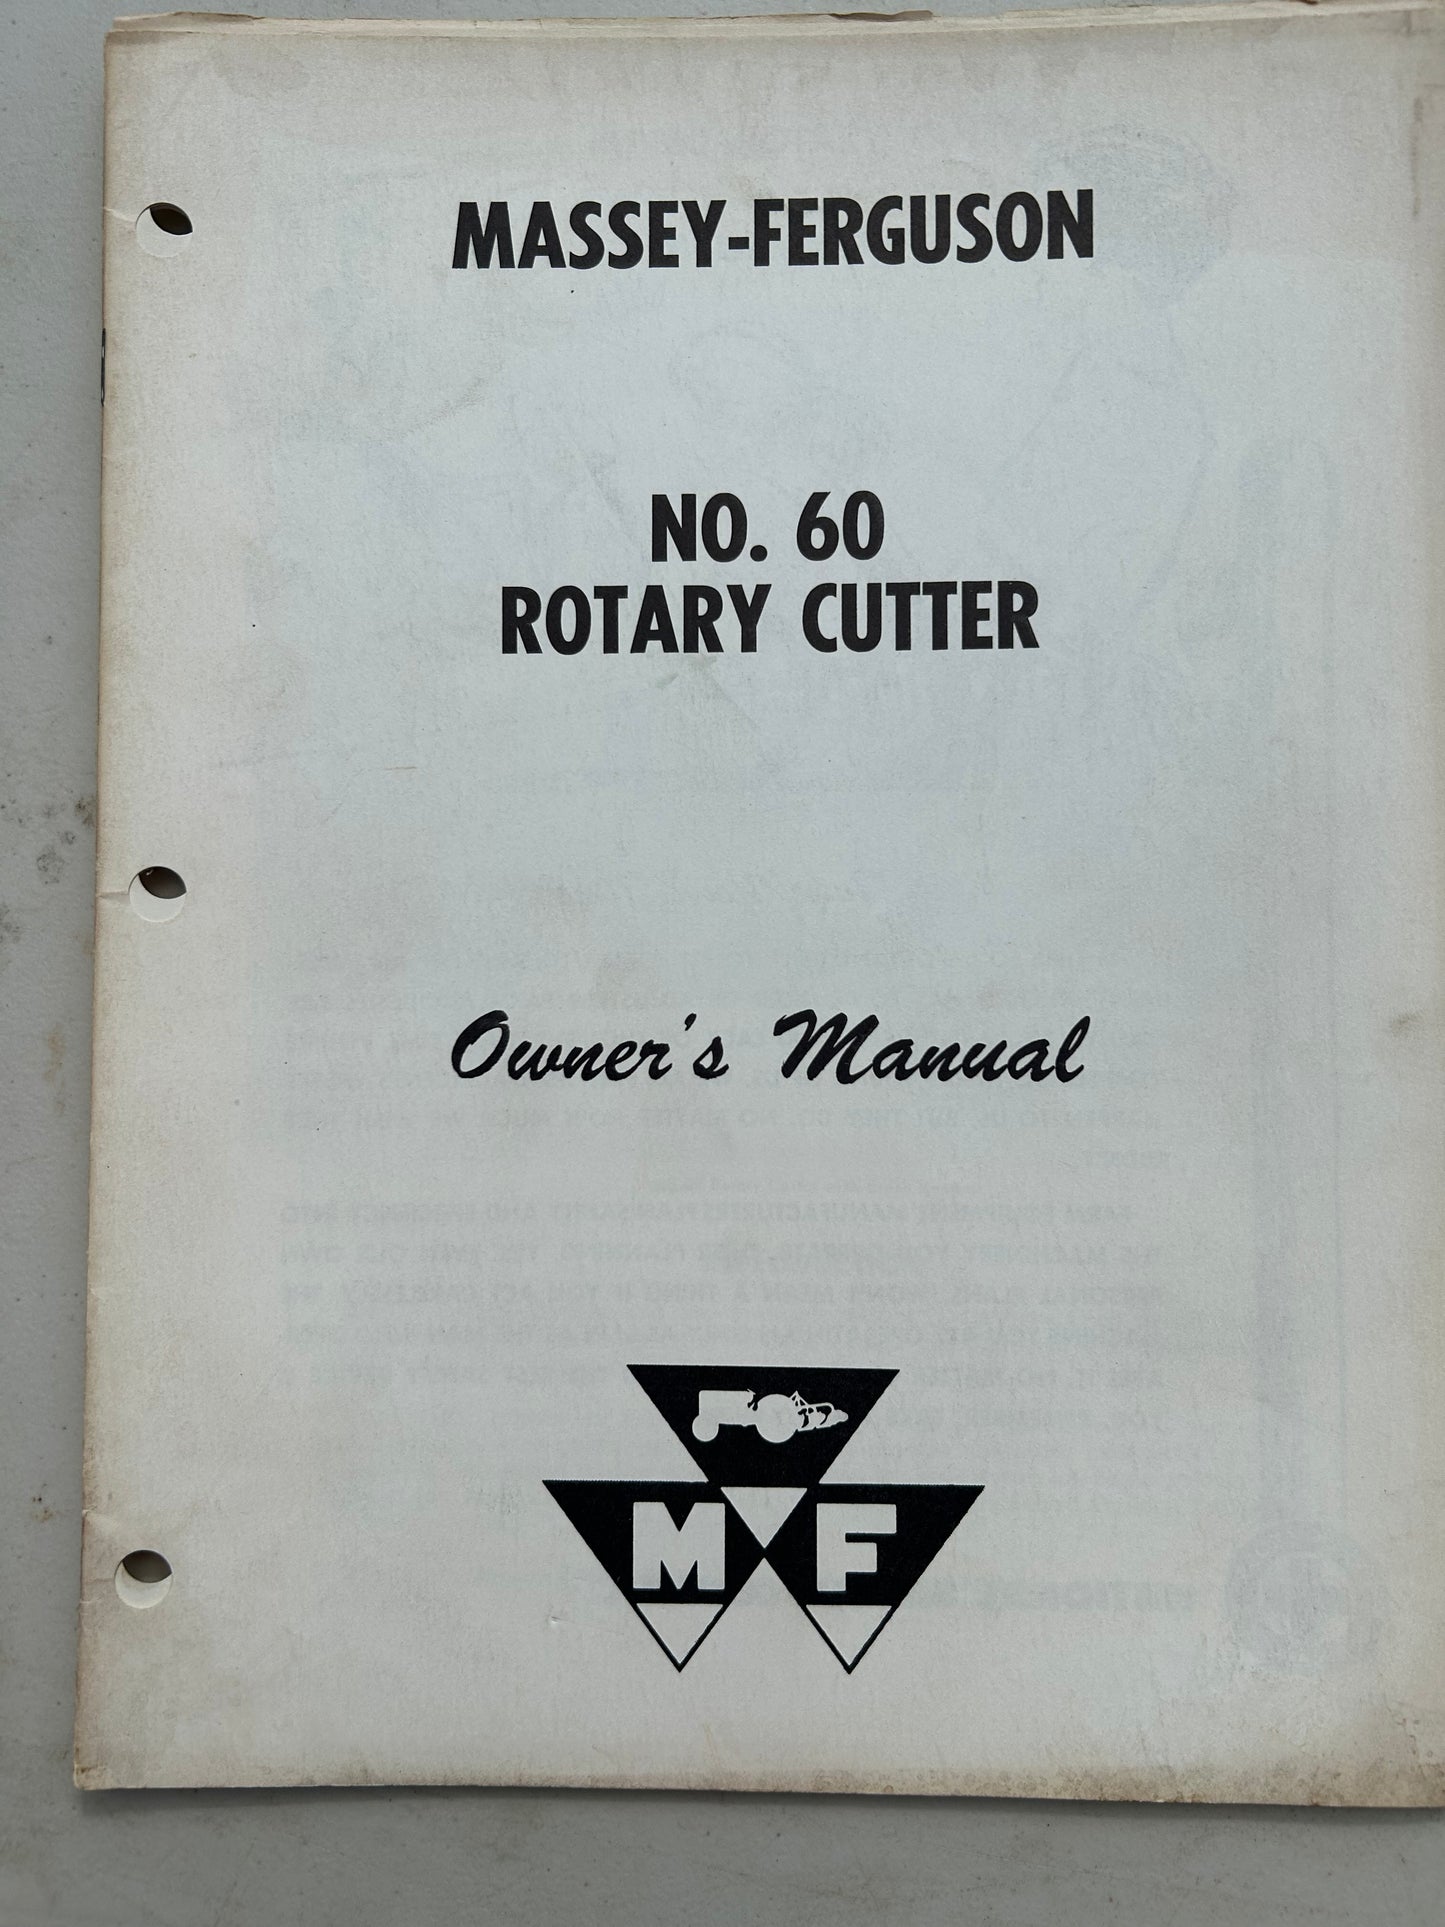 MASSEY-FERGUSON
NO. 60
ROTARY CUTTER
Owner's Manual
M F